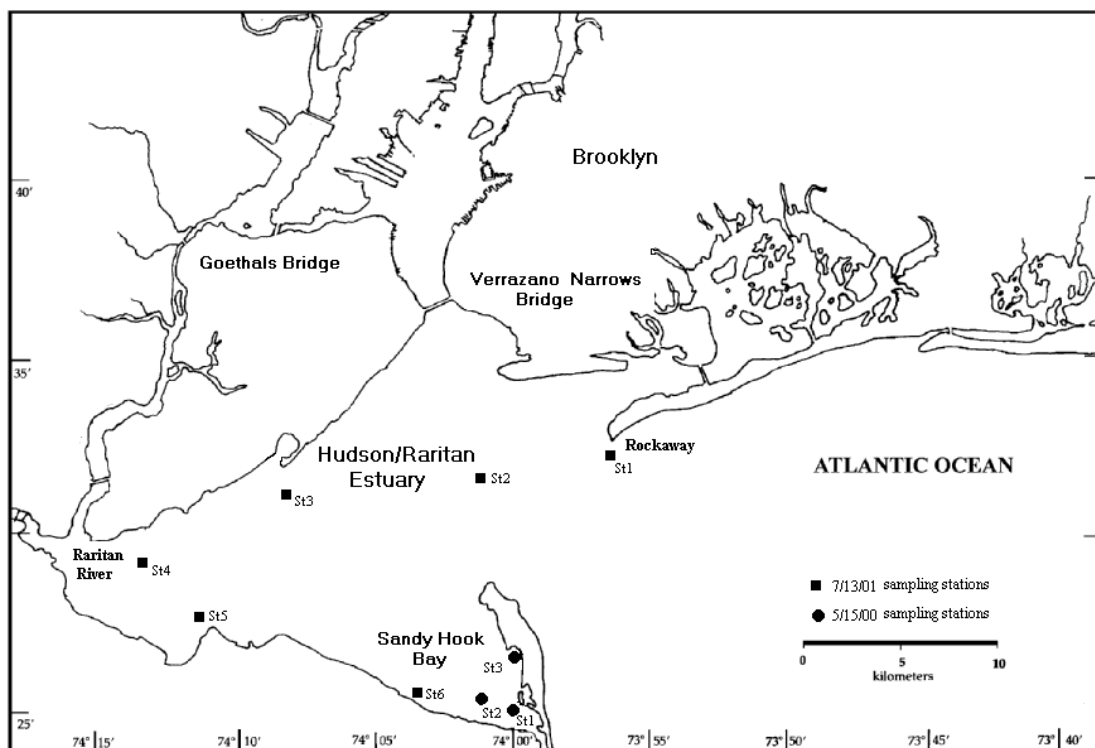 Brooklyn
40'
Goethals Bridge
Verrazano Narrows
Bridge
35'
Rockaway
Hudson/Raritan
Estuary
St1
St2
St3
ATLANTIC OCEAN
Raritan
River
St4
St5
7/13/01 sampling stations
5/15/00 sampling stations
Sandy Hook
Bay
St3
St6
St2
St1
0 5 10
kilometers
25'
74° 15' 74° 10' 74° 05' 74° 00' 73° 55' 73° 50' 73° 45' 73° 40'